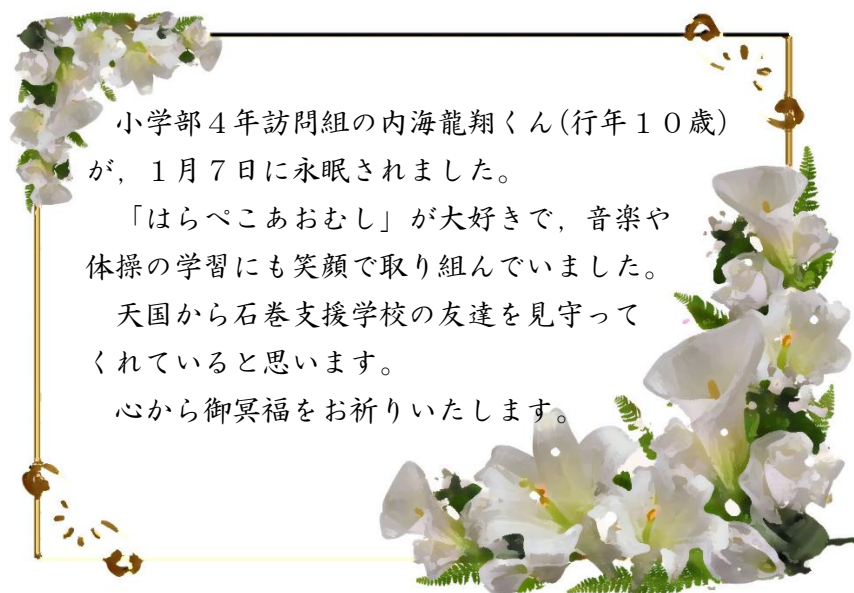 小学部４年訪問組の内海龍翔くん(行年１０歳)
が，１月７日に永眠されました。
「はらぺこあおむし」が大好きで，音楽や
体操の学習にも笑顔で取り組んでいました。
天国から石巻支援学校の友達を見守って
くれていると思います。
心から御冥福をお祈りいたします。